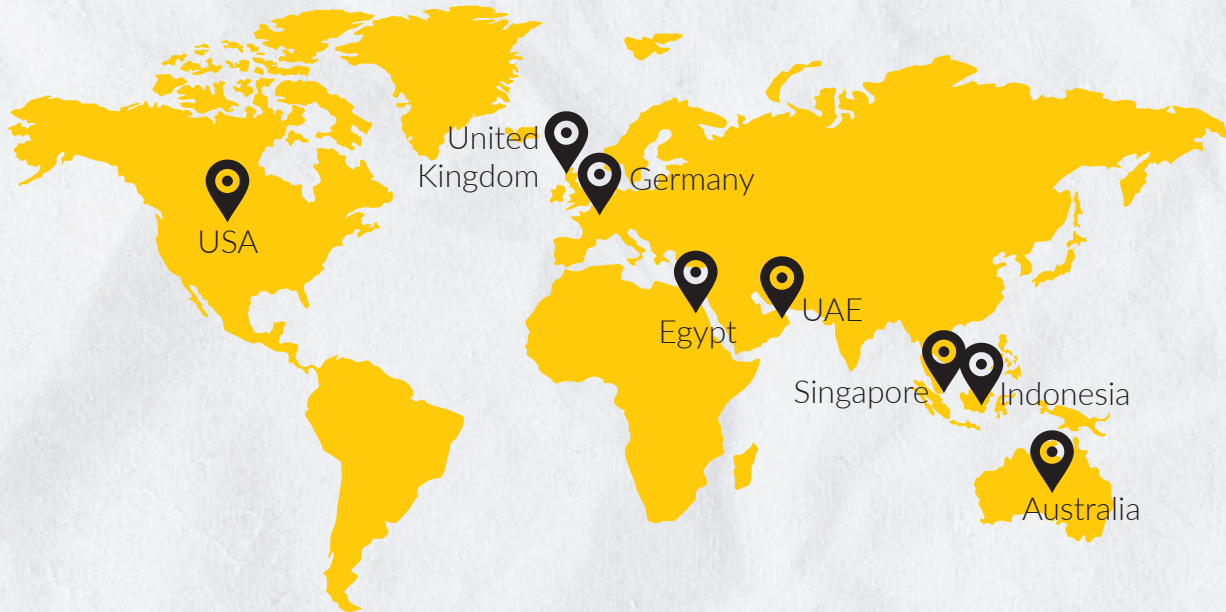 United
Kingdom
Germany
USA
Egypt
UAE
Singapore
Indonesia
Australia